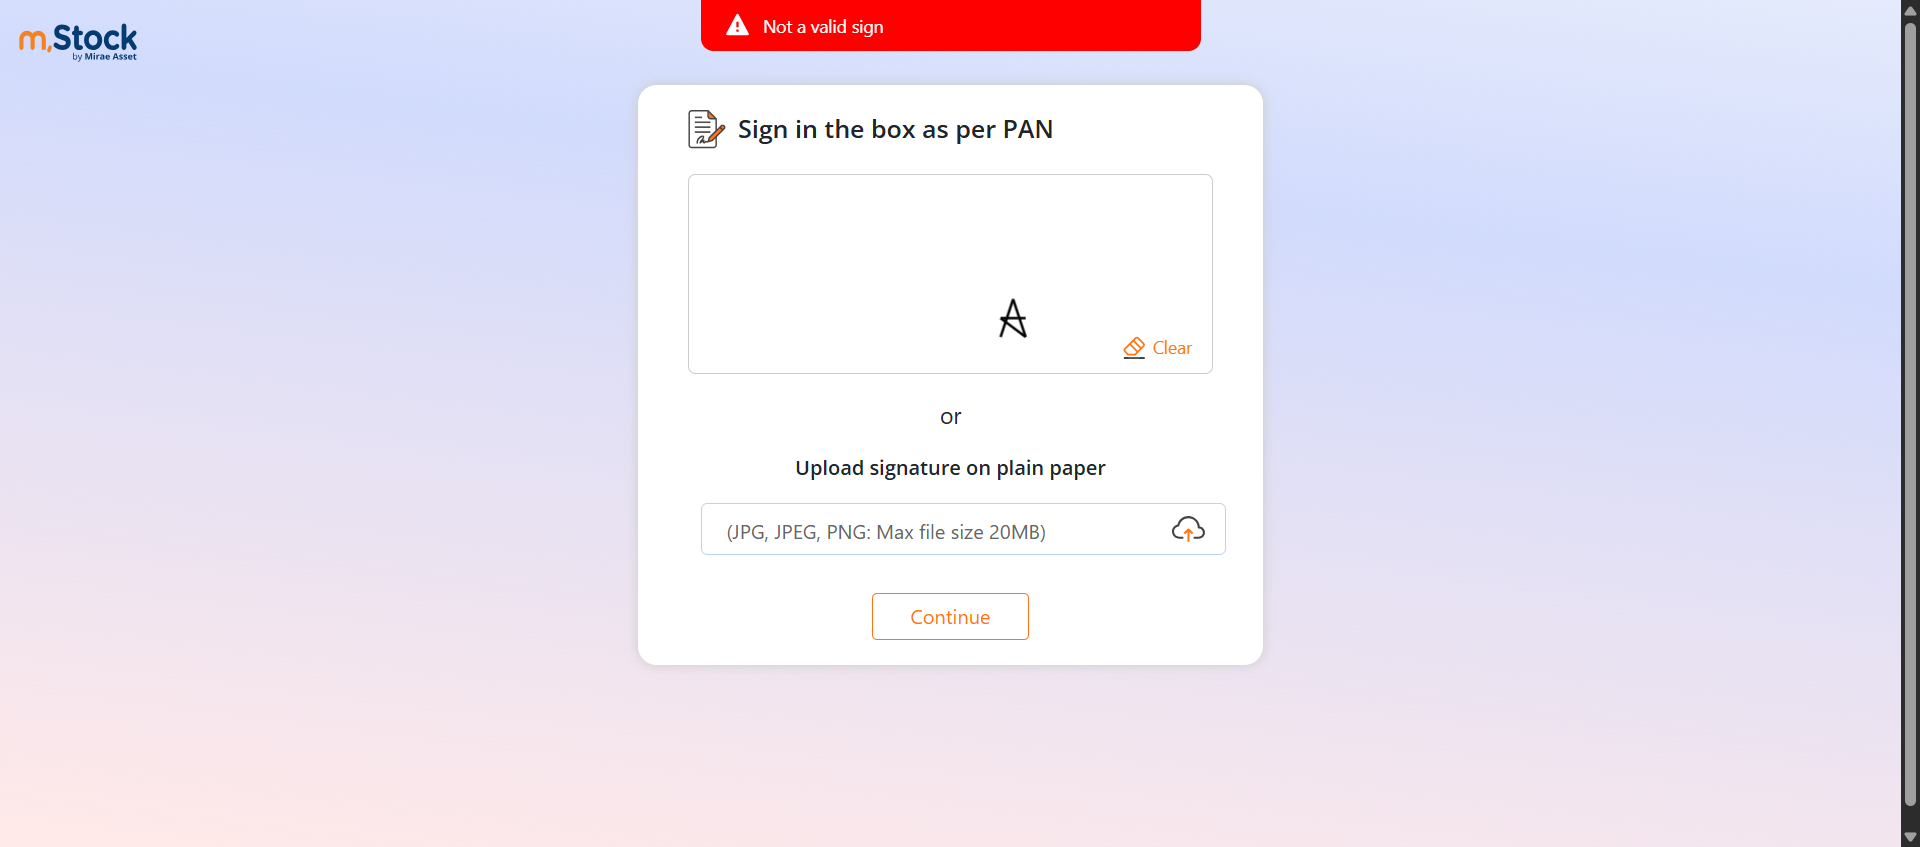 m.Stock
by Mirae Asset
Not a valid sign
Sign in the box as per PAN
A
Clear
or
Upload signature on plain paper
(JPG, JPEG, PNG: Max file size 20MB)
Continue